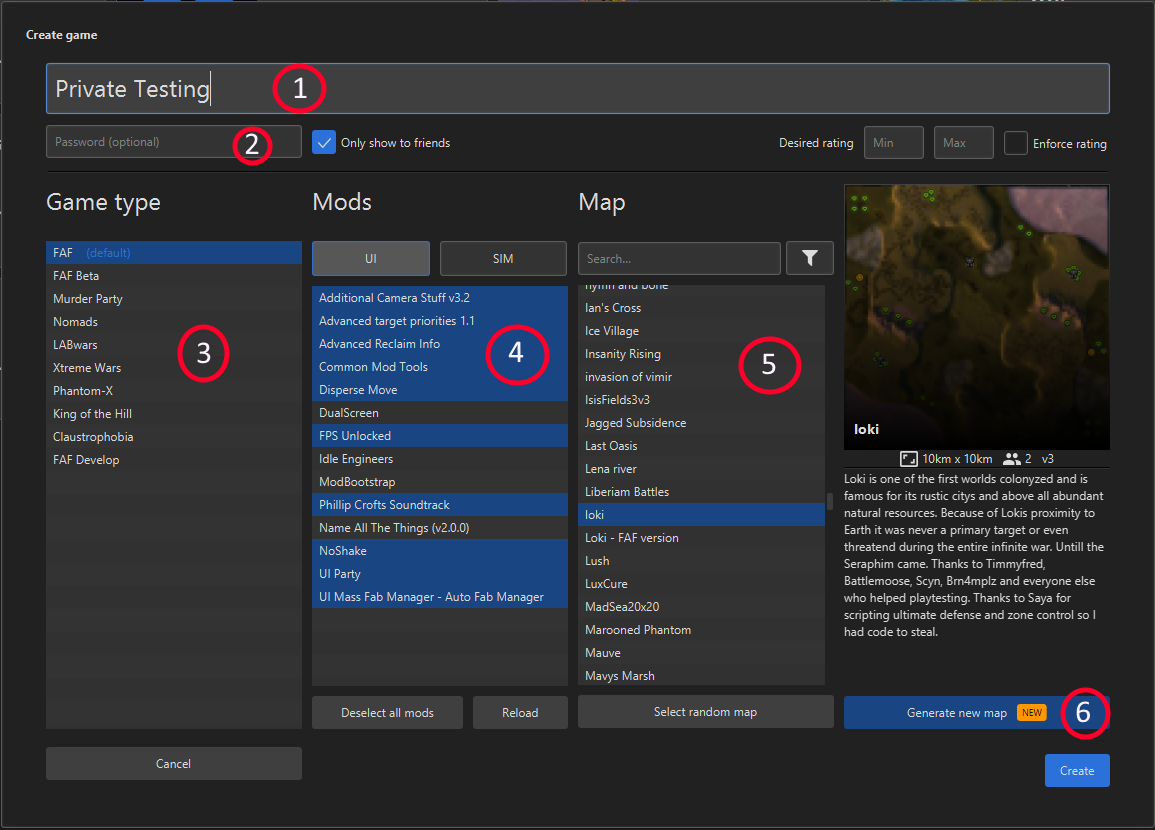 Create game
Private Testing
1
Password (optional)
2
Only show to friends
Desired rating
Min
Max
Enforce rating
Game type
FAF (default)
FAF Beta
Murder Party
Nomads
LABwars
Xtreme Wars
Phantom-X
King of the Hill
Claustrophobia
FAF Develop
3
Mods
UI
SIM
Additional Camera Stuff v3.2
Advanced target priorities 1.1
Advanced Reclaim Info
Common Mod Tools
Disperse Move
DualScreen
FPS Unlocked
Idle Engineers
ModBootstrap
Phillip Crofts Soundtrack
Name All The Things (v2.0.0)
NoShake
UI Party
UI Mass Fab Manager - Auto Fab Manager
4
Deselect all mods
Reload
Map
Search...
hymn and bone
Ian's Cross
Ice Village
Insanity Rising
invasion of vimir
IsisFields3v3
Jagged Subsidence
Last Oasis
Lena river
Liberiam Battles
loki
Loki - FAF version
Lush
LuxCure
MadSea20x20
Marooned Phantom
Mauve
Mavys Marsh
5
Select random map
loki
10km x 10km 2 v3
Loki is one of the first worlds colonyzed and is
famous for its rustic citys and above all abundant
natural resources. Because of Lokis proximity to
Earth it was never a primary target or even
threatend during the entire infinite war. Untill the
Seraphim came. Thanks to Timmyfred,
Battlemoose, Scyn, Brn4mplz and everyone else
who helped playtesting. Thanks to Saya for
scripting ultimate defense and zone control so I
had code to steal.
Generate new map NEW
6
Cancel
Create